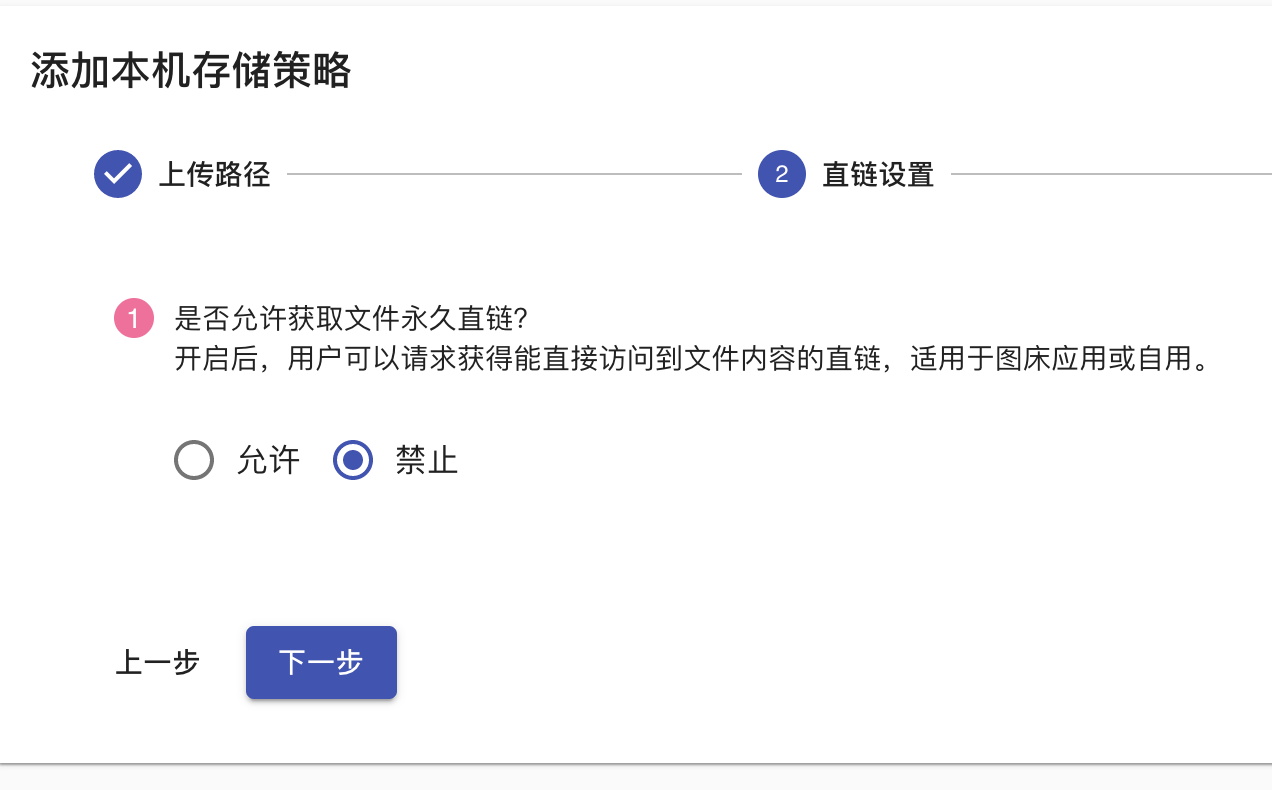 添加本机存储策略
上传路径
2 直链设置
1 是否允许获取文件永久直链?
开启后，用户可以请求获得能直接访问到文件内容的直链，适用于图床应用或自用。
允许 禁止
上一步 下一步